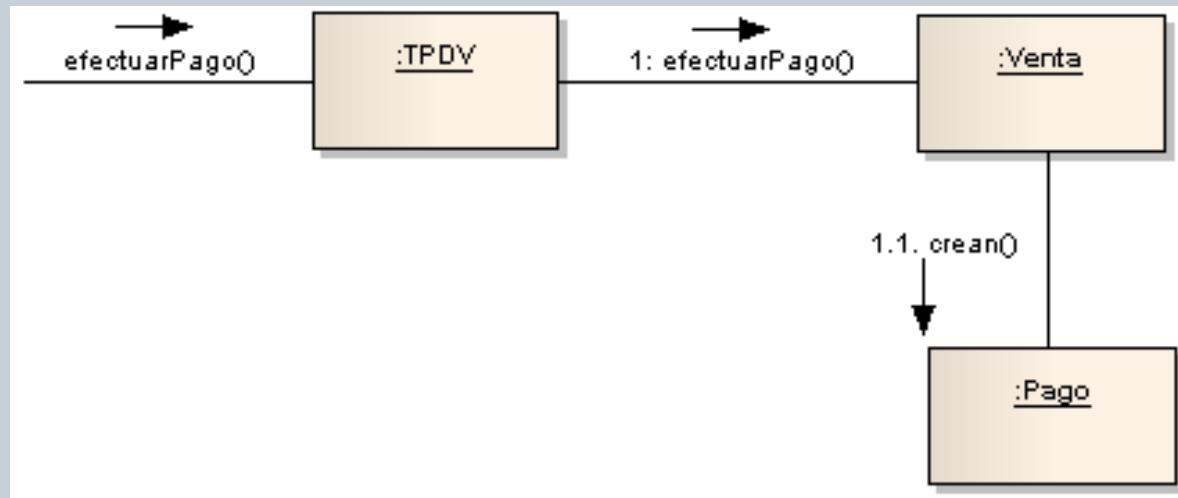 efectuarPago()
:TPDV
1: efectuarPago()
:Venta
1.1. crean()
:Pago